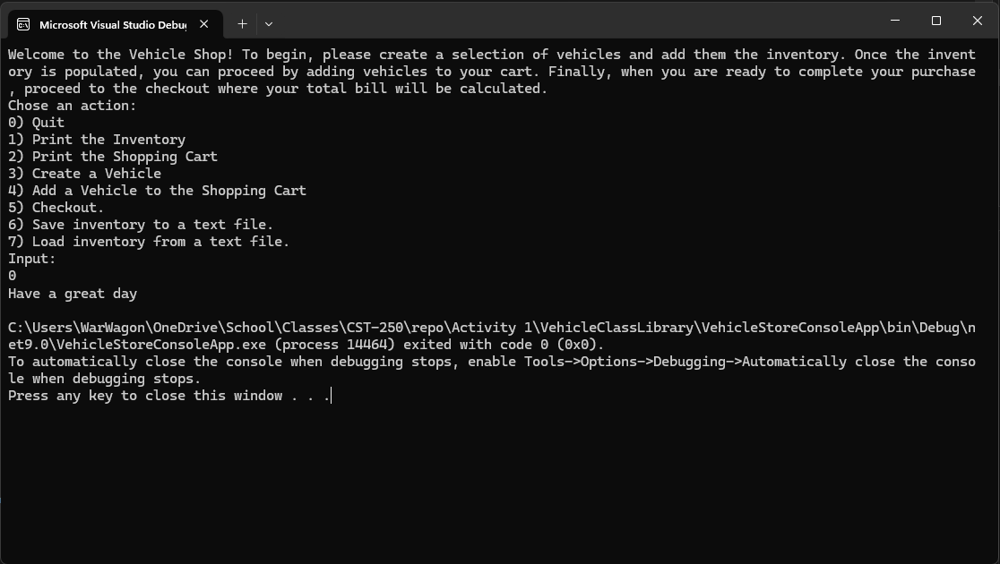 Microsoft Visual Studio Debug
Welcome to the Vehicle Shop! To begin, please create a selection of vehicles and add them the inventory. Once the invent
ory is populated, you can proceed by adding vehicles to your cart. Finally, when you are ready to complete your purchase
, proceed to the checkout where your total bill will be calculated.
Chose an action:
0) Quit
1) Print the Inventory
2) Print the Shopping Cart
3) Create a Vehicle
4) Add a Vehicle to the Shopping Cart
5) Checkout.
6) Save inventory to a text file.
7) Load inventory from a text file.
Input:
0
Have a great day
C:\Users\WarWagon\OneDrive\School\Classes\CST-250\repo\Activity 1\VehicleClassLibrary\VehicleStoreConsoleApp\bin\Debug\n
et9.0\VehicleStoreConsoleApp.exe (process 14464) exited with code 0 (0x0).
To automatically close the console when debugging stops, enable Tools->Options->Debugging->Automatically close the conso
le when debugging stops.
Press any key to close this window . . .